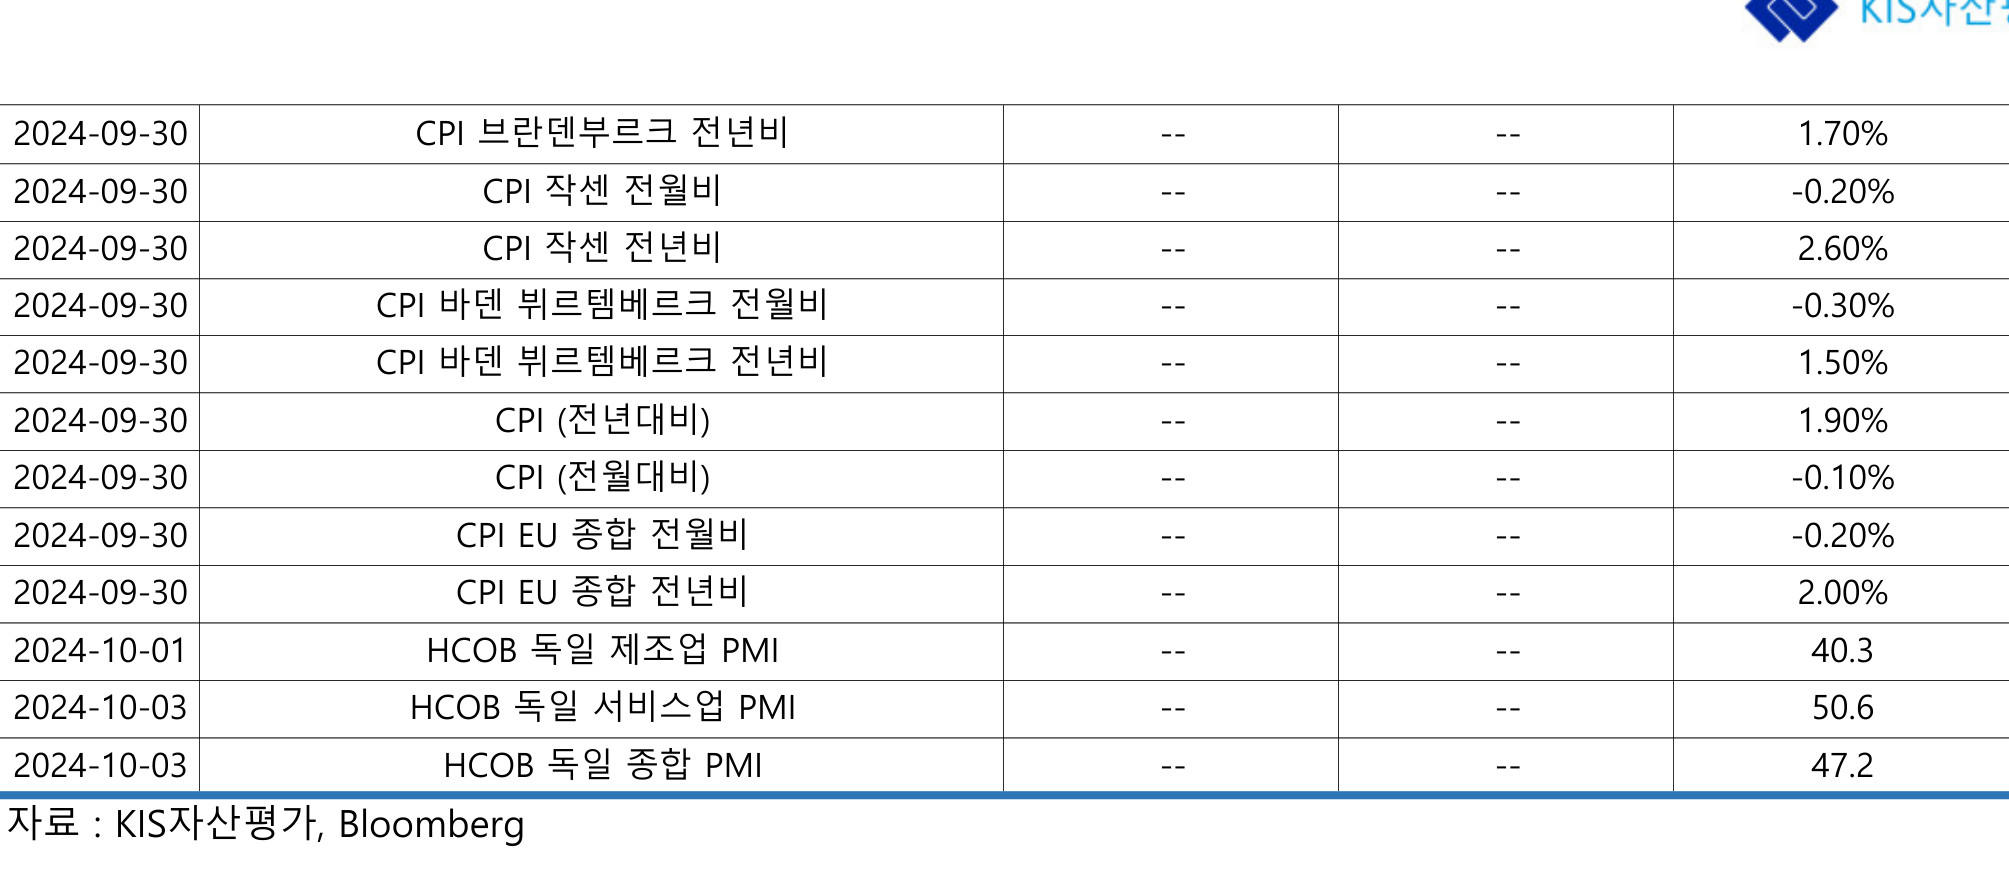 KIS자산
2024-09-30 CPI 브란덴부르크 전년비 -- -- 1.70%
2024-09-30 CPI 작센 전월비 -- -- -0.20%
2024-09-30 CPI 작센 전년비 -- -- 2.60%
2024-09-30 CPI 바덴 뷔르템베르크 전월비 -- -- -0.30%
2024-09-30 CPI 바덴 뷔르템베르크 전년비 -- -- 1.50%
2024-09-30 CPI (전년대비) -- -- 1.90%
2024-09-30 CPI (전월대비) -- -- -0.10%
2024-09-30 CPI EU 종합 전월비 -- -- -0.20%
2024-09-30 CPI EU 종합 전년비 -- -- 2.00%
2024-10-01 HCOB 독일 제조업 PMI -- -- 40.3
2024-10-03 HCOB 독일 서비스업 PMI -- -- 50.6
2024-10-03 HCOB 독일 종합 PMI -- -- 47.2
자료 : KIS자산평가, Bloomberg